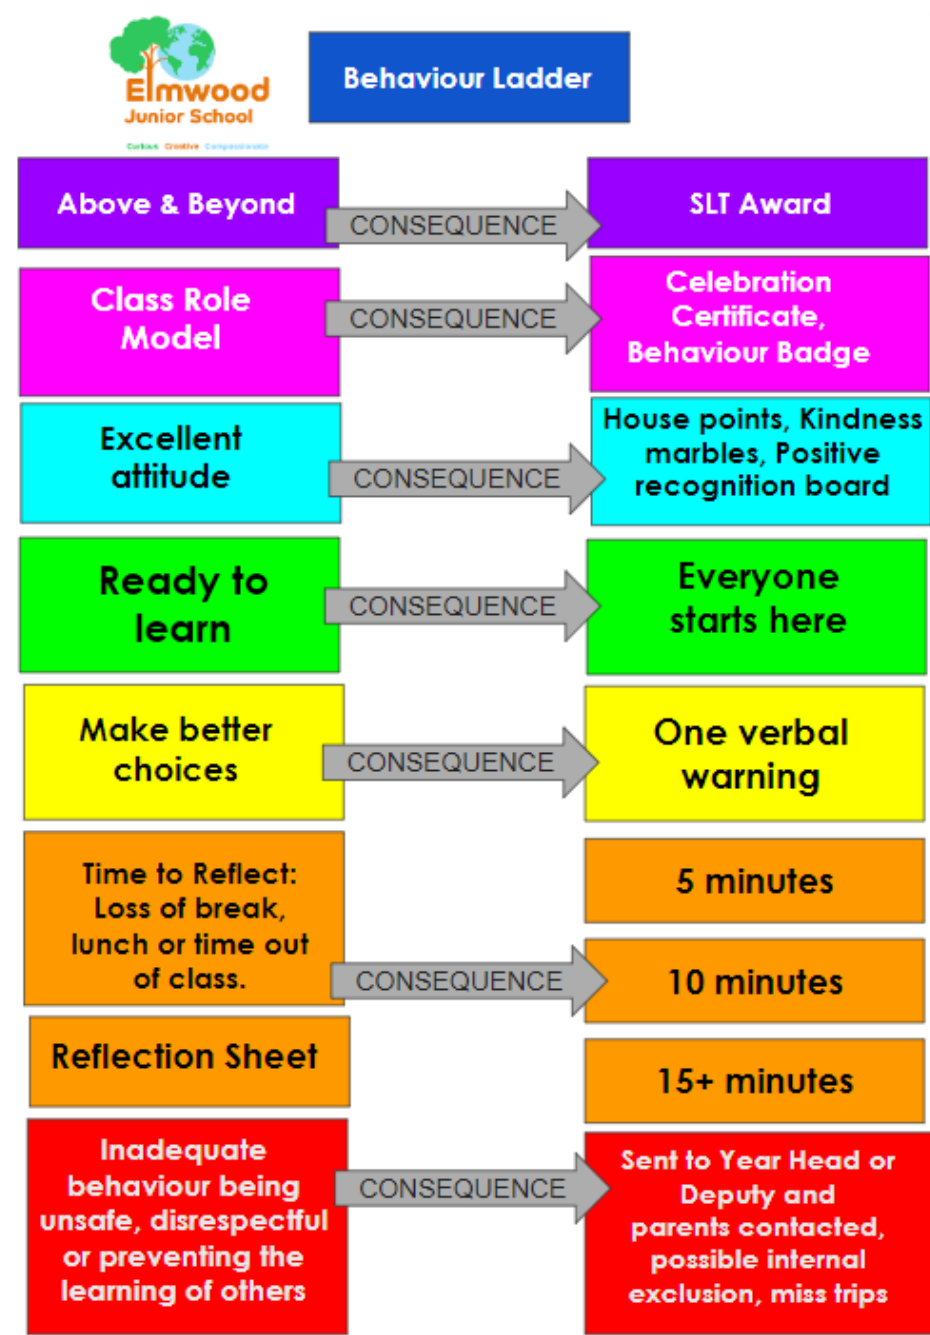 Elmwood
Junior School
Curious Creative Compassionate
Behaviour Ladder
Above & Beyond
CONSEQUENCE
SLT Award
Class Role
Model
CONSEQUENCE
Celebration
Certificate,
Behaviour Badge
Excellent
attitude
CONSEQUENCE
House points, Kindness
marbles, Positive
recognition board
Ready to
learn
CONSEQUENCE
Everyone
starts here
Make better
choices
CONSEQUENCE
One verbal
warning
Time to Reflect:
Loss of break,
lunch or time out
of class.
CONSEQUENCE
5 minutes
10 minutes
Reflection Sheet
15+ minutes
Inadequate
behaviour being
unsafe, disrespectful
or preventing the
learning of others
CONSEQUENCE
Sent to Year Head or
Deputy and
parents contacted,
possible internal
exclusion, miss trips